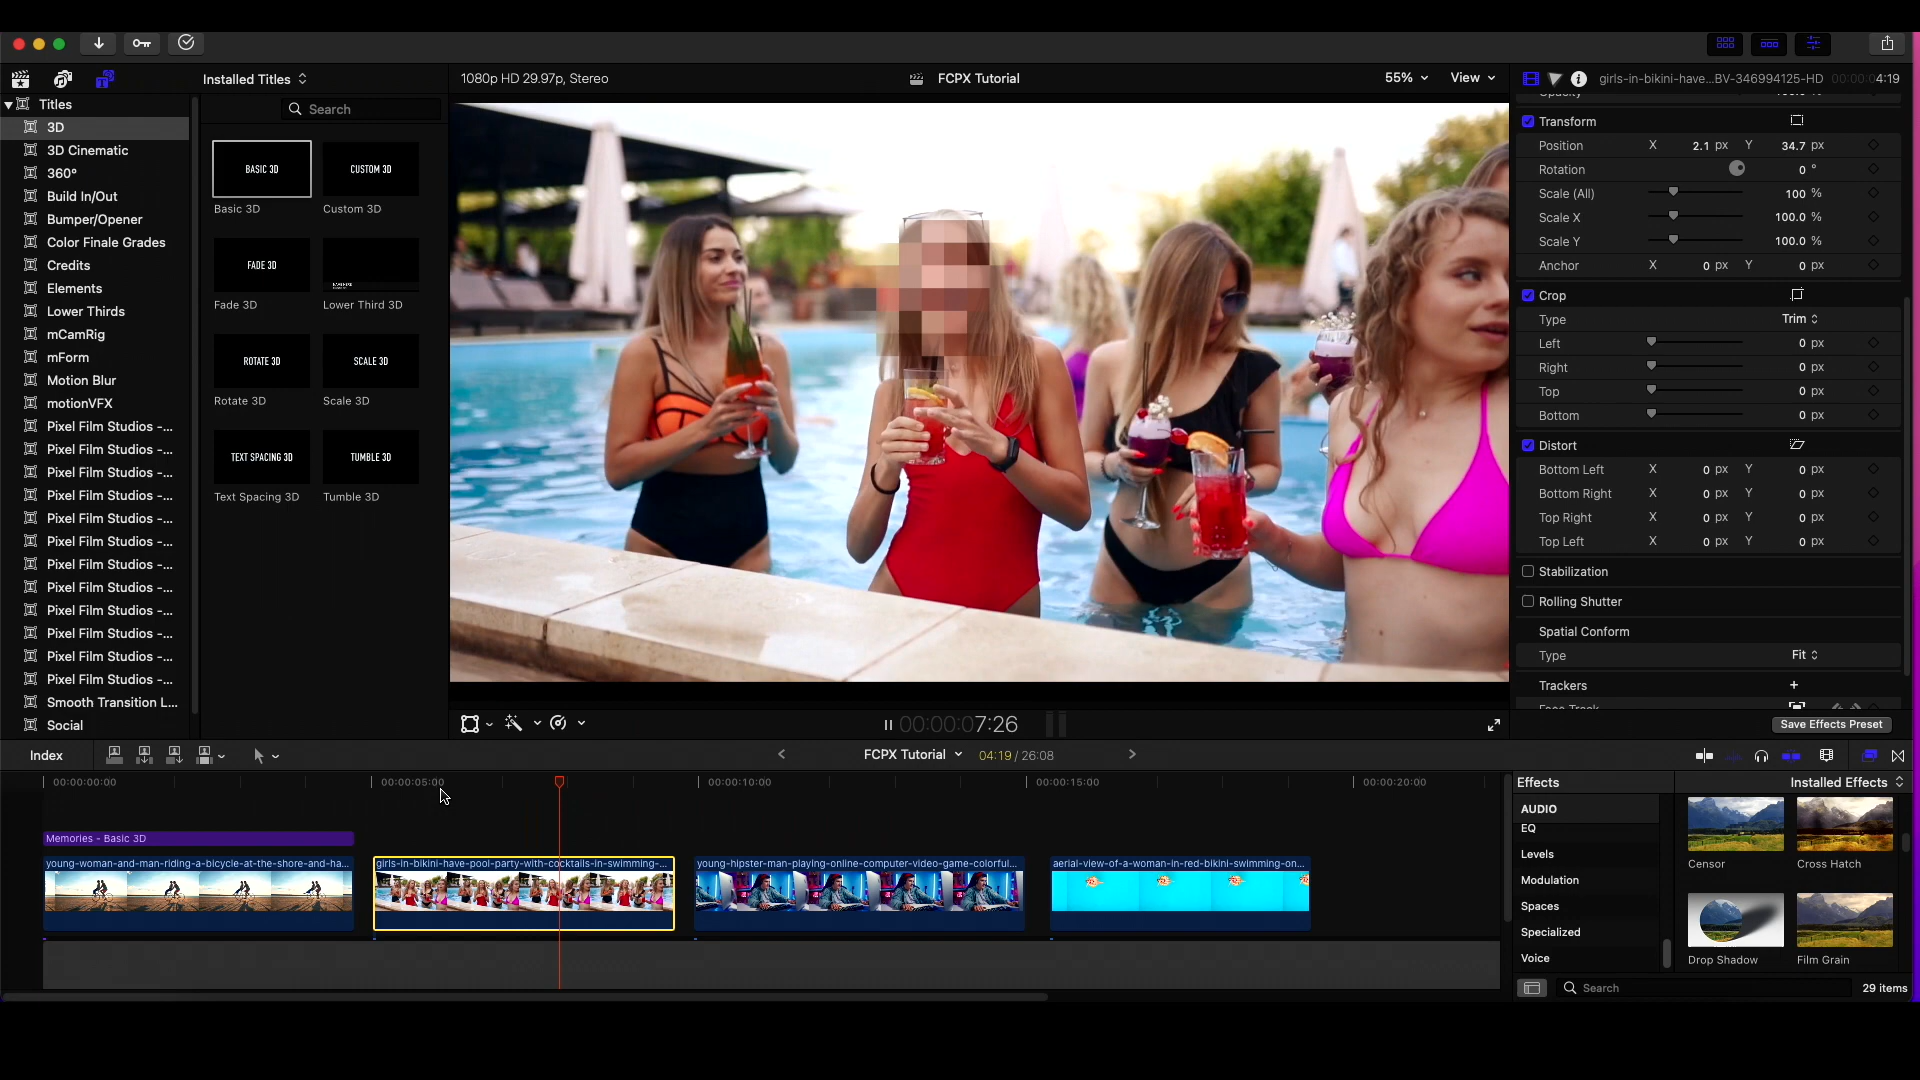 Installed Titles
1080p HD 29.97p, Stereo
FCPX Tutorial
55%
View
girls-in-bikini-have...BV-346994125-HD
00:00:04:19
Titles
3D
3D Cinematic
360°
Build In/Out
Bumper/Opener
Color Finale Grades
Credits
Elements
Lower Thirds
mCamRig
mForm
Motion Blur
motionVFX
Pixel Film Studios -...
Pixel Film Studios -...
Pixel Film Studios -...
Pixel Film Studios -...
Pixel Film Studios -...
Pixel Film Studios -...
Pixel Film Studios -...
Pixel Film Studios -...
Pixel Film Studios -...
Pixel Film Studios -...
Pixel Film Studios -...
Pixel Film Studios -...
Smooth Transition L...
Social
Search
BASIC 3D
CUSTOM 3D
Basic 3D
Custom 3D
FADE 3D
Fade 3D
Lower Third 3D
ROTATE 3D
SCALE 3D
Rotate 3D
Scale 3D
TEXT SPACING 3D
TUMBLE 3D
Text Spacing 3D
Tumble 3D
Opacity
Transform
Position X 2.1 px Y 34.7 px
Rotation 0 °
Scale (All) 100 %
Scale X 100.0 %
Scale Y 100.0 %
Anchor X 0 px Y 0 px
Crop
Type Trim
Left 0 px
Right 0 px
Top 0 px
Bottom 0 px
Distort
Bottom Left X 0 px Y 0 px
Bottom Right X 0 px Y 0 px
Top Right X 0 px Y 0 px
Top Left X 0 px Y 0 px
Stabilization
Rolling Shutter
Spatial Conform
Type Fit
Trackers
Face Track
Save Effects Preset
00:00:07:26
Index
FCPX Tutorial
04:19 / 26:08
00:00:00:00
00:00:05:00
00:00:10:00
00:00:15:00
00:00:20:00
Memories - Basic 3D
young-woman-and-man-riding-a-bicycle-at-the-shore-and-ha...
girls-in-bikini-have-pool-party-with-cocktails-in-swimming-...
young-hipster-man-playing-online-computer-video-game-colorful...
aerial-view-of-a-woman-in-red-bikini-swimming-on...
Effects
Installed Effects
AUDIO
EQ
Levels
Modulation
Spaces
Specialized
Voice
Censor
Cross Hatch
Drop Shadow
Film Grain
Search
29 items